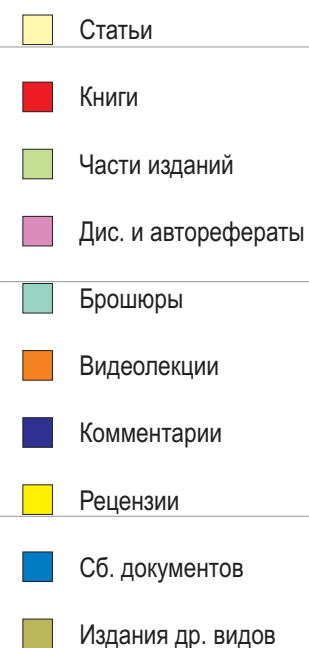 Статьи
Книги
Части изданий
Дис. и авторефераты
Брошюры
Видеолекции
Комментарии
Рецензии
Сб. документов
Издания др. видов